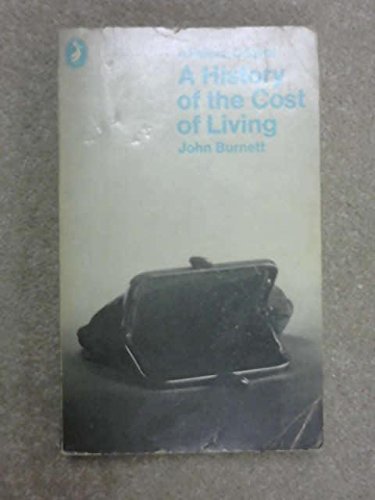 A History
of the Cost
of Living
John Burnett